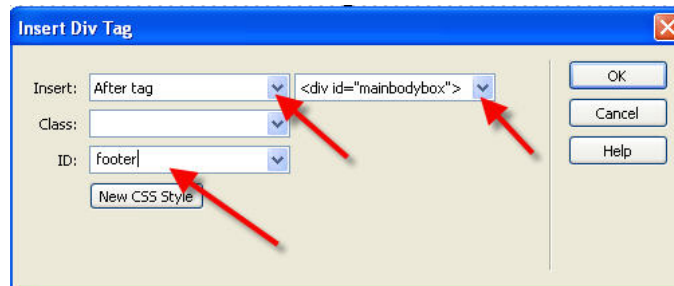 Insert Div Tag
Insert: After tag <div id="mainbodybox"> OK
Class: Cancel
ID: footer Help
New CSS Style